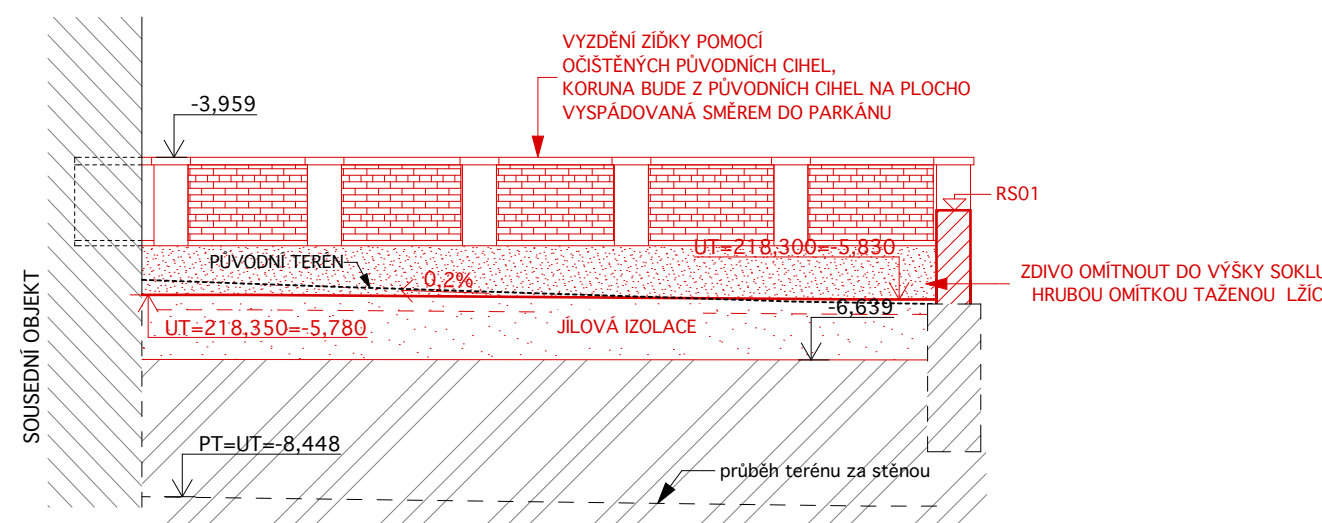 VYZDĚNÍ ZÍĎKY POMOCÍ
OČIŠTĚNÝCH PŮVODNÍCH CIHEL,
KORUNA BUDE Z PŮVODNÍCH CIHEL NA PLOCHO
VYSPÁDOVANÁ SMĚREM DO PARKÁNU
-3,959
RS01
UT=218,300=-5,830
PŮVODNÍ TERÉN
0,2%
ZDIVO OMÍTNOUT DO VÝŠKY SOKLU
HRUBOU OMÍTKOU TAŽENOU LŽÍC
-6,639
UT=218,350=-5,780
JÍLOVÁ IZOLACE
SOUSEDNÍ OBJEKT
PT=UT=-8,448
průběh terénu za stěnou